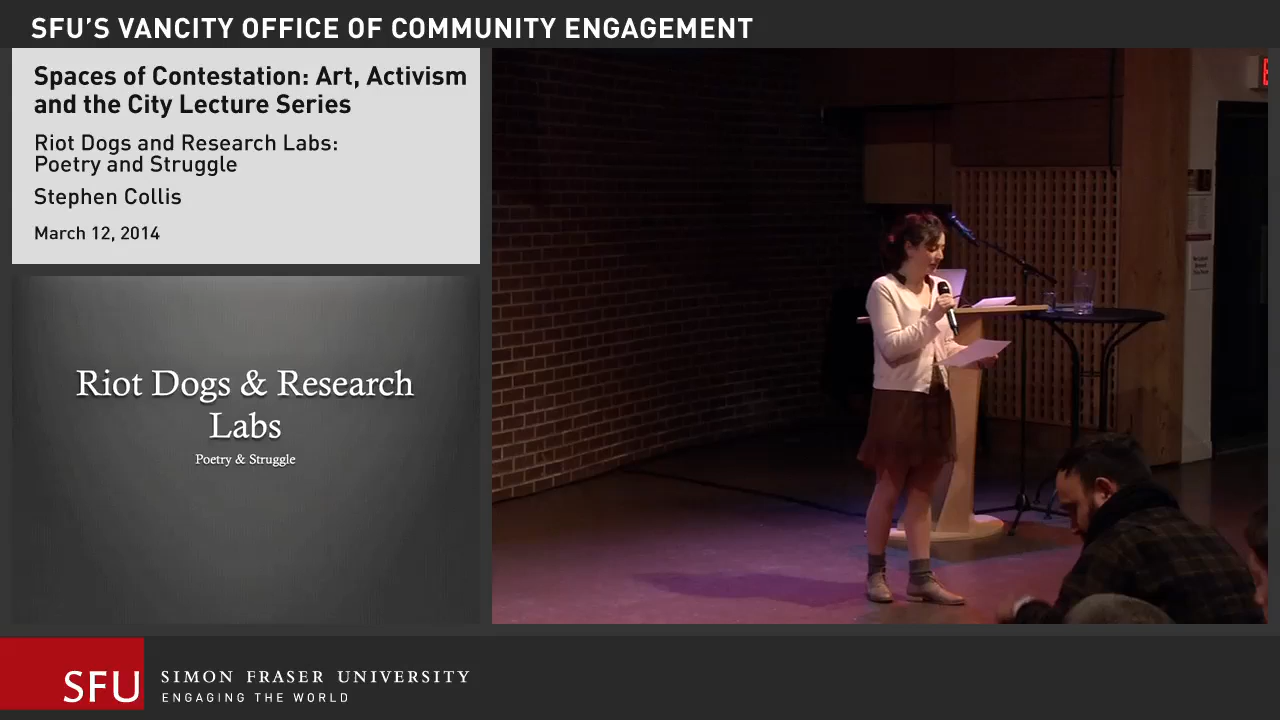 SFU'S VANCITY OFFICE OF COMMUNITY ENGAGEMENT
Spaces of Contestation: Art, Activism
and the City Lecture Series
Riot Dogs and Research Labs:
Poetry and Struggle
Stephen Collis
March 12, 2014
Riot Dogs & Research
Labs
Poetry & Struggle
SFU
SIMON FRASER UNIVERSITY
ENGAGING THE WORLD